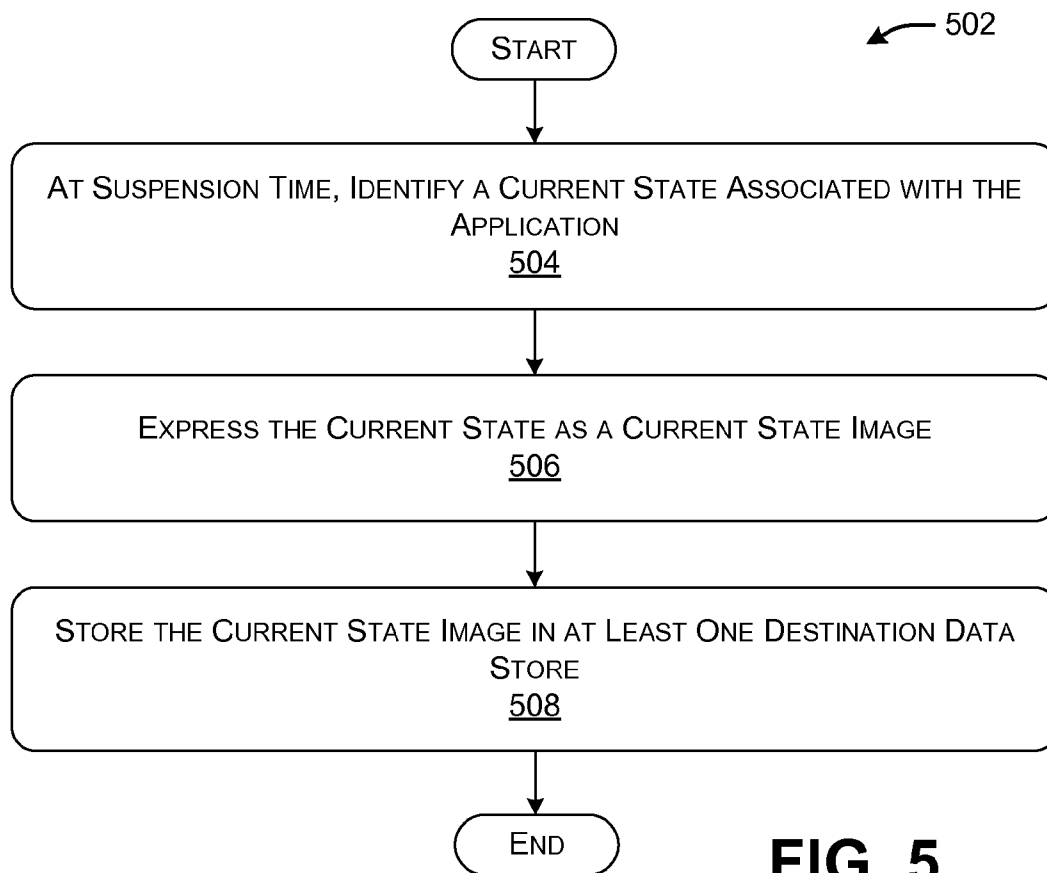 START
502
AT SUSPENSION TIME, IDENTIFY A CURRENT STATE ASSOCIATED WITH THE
APPLICATION
504
EXPRESS THE CURRENT STATE AS A CURRENT STATE IMAGE
506
STORE THE CURRENT STATE IMAGE IN AT LEAST ONE DESTINATION DATA
STORE
508
END
FIG. 5